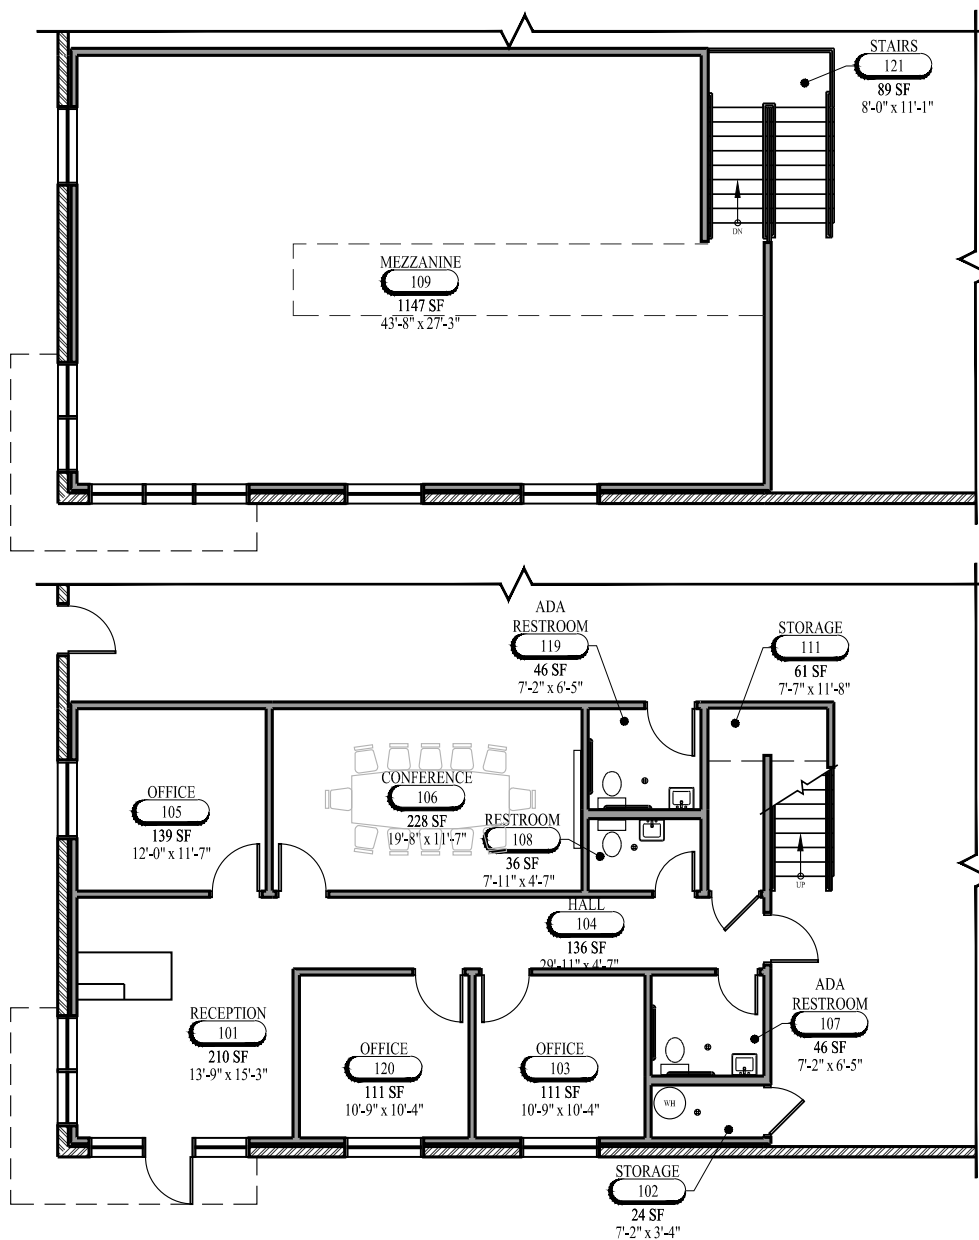 STAIRS
121
89 SF
8'-0" x 11'-1"
DN
MEZZANINE
109
1147 SF
43'-8" x 27'-3"
ADA
RESTROOM
119
46 SF
7'-2" x 6'-5"
STORAGE
111
61 SF
7'-7" x 11'-8"
OFFICE
105
139 SF
12'-0" x 11'-7"
CONFERENCE
106
228 SF
19'-8" x 11'-7"
RESTROOM
108
36 SF
7'-11" x 4'-7"
UP
HALL
104
136 SF
29'-11" x 4'-7"
RECEPTION
101
210 SF
13'-9" x 15'-3"
OFFICE
120
111 SF
10'-9" x 10'-4"
OFFICE
103
111 SF
10'-9" x 10'-4"
ADA
RESTROOM
107
46 SF
7'-2" x 6'-5"
WH
STORAGE
102
24 SF
7'-2" x 3'-4"